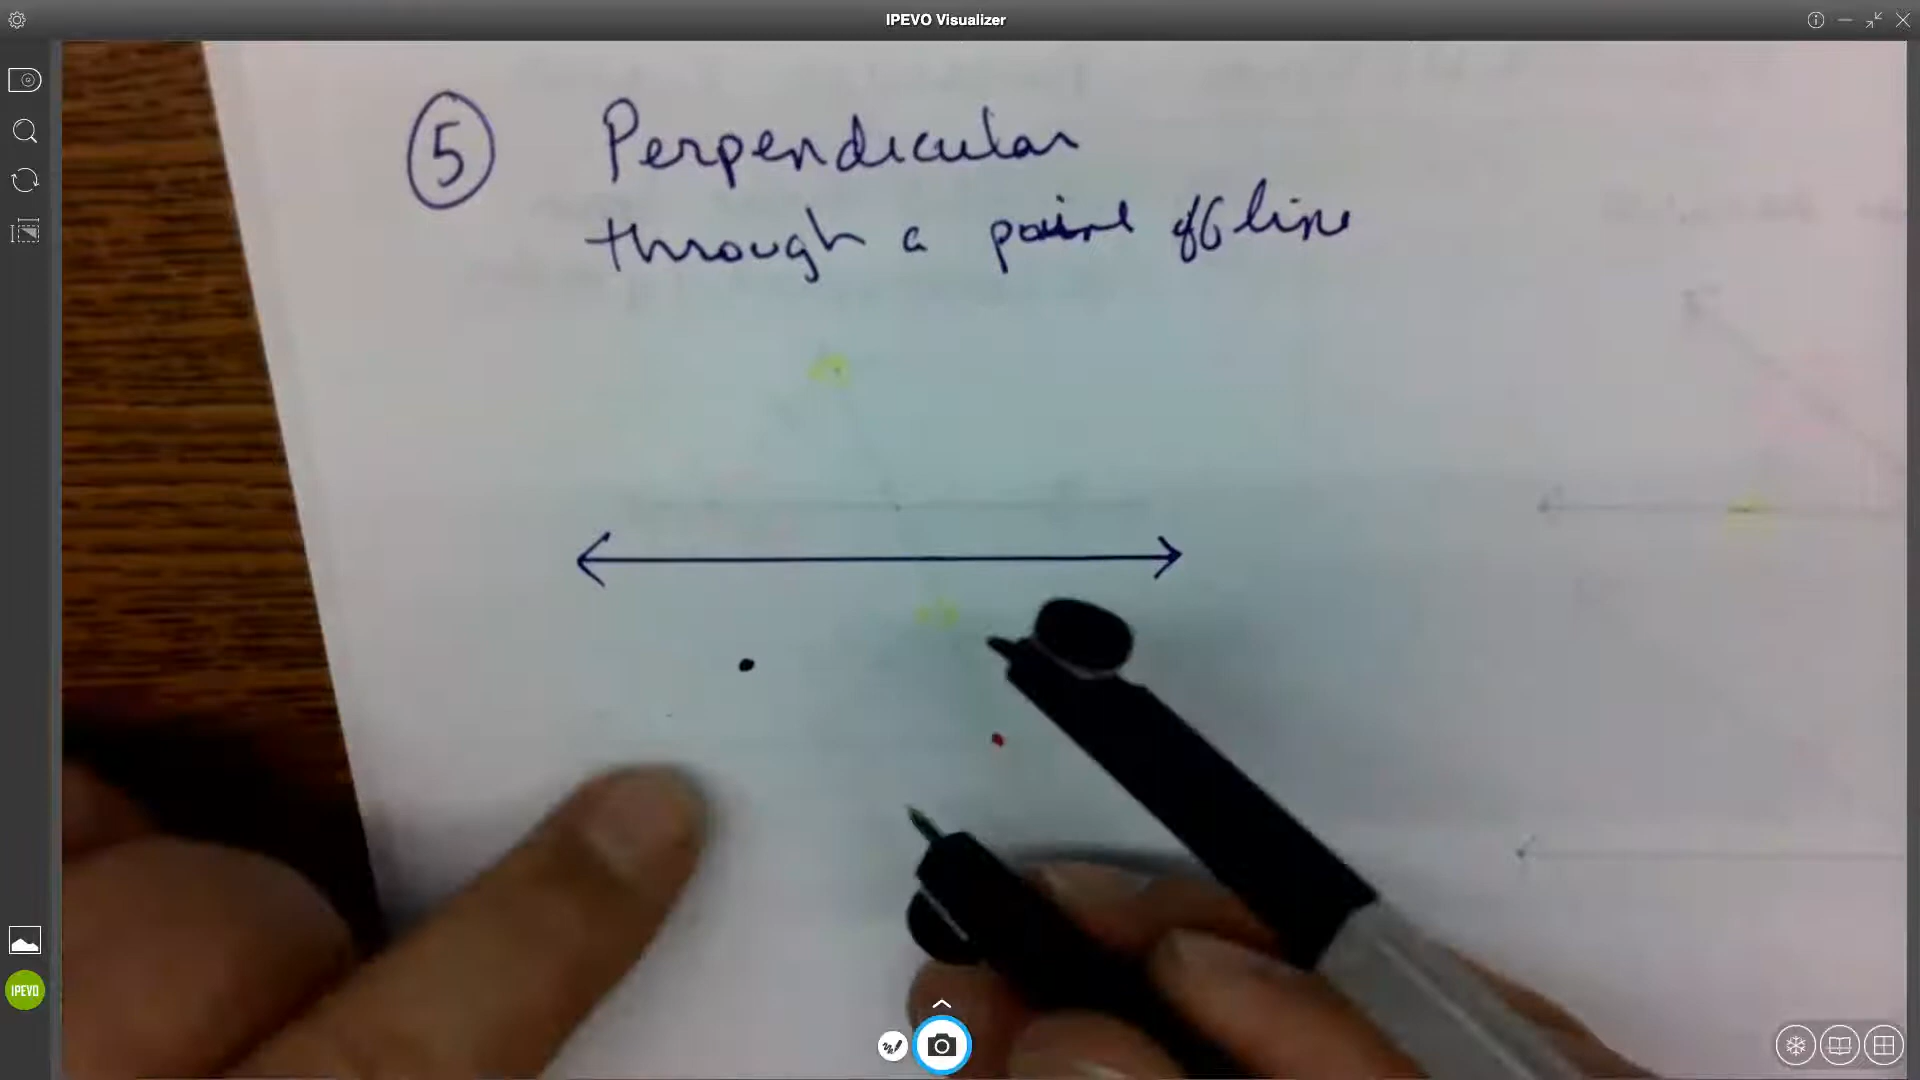 IPEVO Visualizer
5 Perpendicular
through a point off line
IPEVO